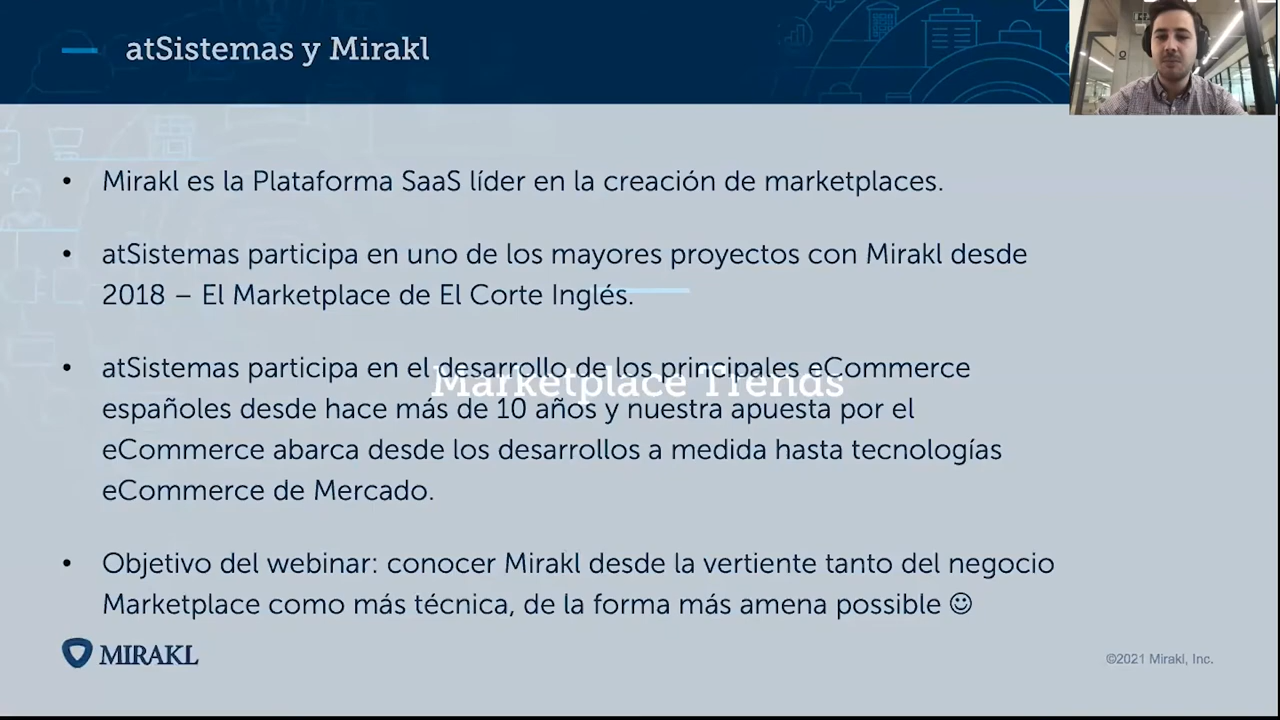 atSistemas y Mirakl
• Mirakl es la Plataforma SaaS líder en la creación de marketplaces.
• atSistemas participa en uno de los mayores proyectos con Mirakl desde
2018 – El Marketplace de El Corte Inglés.
• atSistemas participa en el desarrollo de los principales eCommerce
Marketplace Trends
españoles desde hace más de 10 años y nuestra apuesta por el
eCommerce abarca desde los desarrollos a medida hasta tecnologías
eCommerce de Mercado.
• Objetivo del webinar: conocer Mirakl desde la vertiente tanto del negocio
Marketplace como más técnica, de la forma más amena possible ☺
MIRAKL
©2021 Mirakl, Inc.